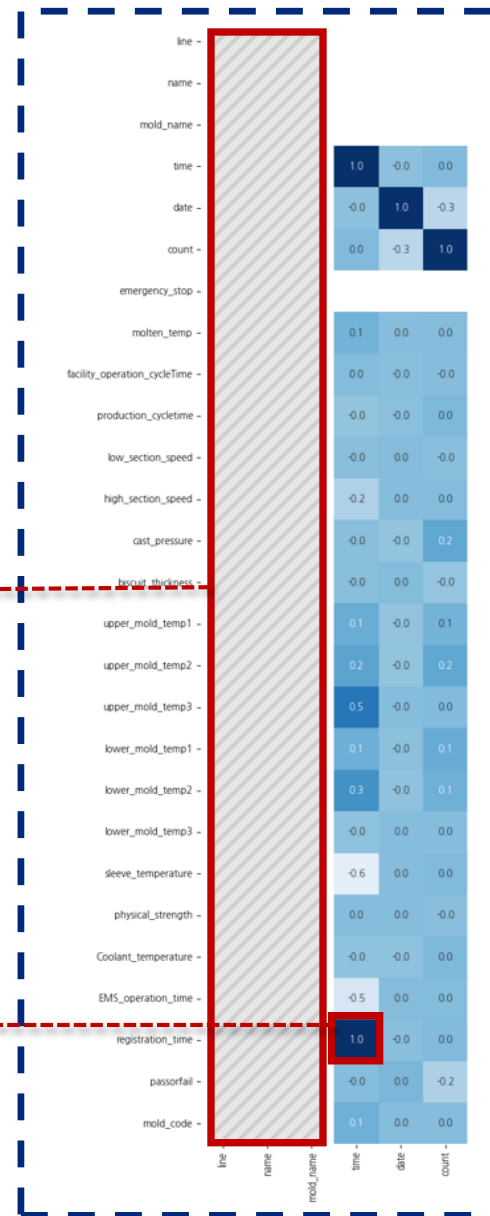 line -
name -
mold_name -
time - 1.0 -0.0 0.0
date - -0.0 1.0 -0.3
count - 0.0 -0.3 1.0
emergency_stop -
molten_temp - 0.1 0.0 0.0
facility_operation_cycleTime - 0.0 -0.0 -0.0
production_cycletime - -0.0 -0.0 0.0
low_section_speed - -0.0 0.0 -0.0
high_section_speed - -0.2 0.0 0.0
cast_pressure - -0.0 -0.0 0.2
biscuit_thickness - -0.0 0.0 -0.0
upper_mold_temp1 - 0.1 -0.0 0.1
upper_mold_temp2 - 0.2 -0.0 0.2
upper_mold_temp3 - 0.5 -0.0 0.0
lower_mold_temp1 - 0.1 -0.0 0.1
lower_mold_temp2 - 0.3 -0.0 0.1
lower_mold_temp3 - -0.0 0.0 0.0
sleeve_temperature - -0.6 0.0 0.0
physical_strength - 0.0 0.0 -0.0
Coolant_temperature - -0.0 -0.0 0.0
EMS_operation_time - -0.5 0.0 0.0
registration_time - 1.0 -0.0 0.0
passorfail - -0.0 0.0 -0.2
mold_code - 0.1 0.0 0.0
line - name - mold_name - time - date - count -